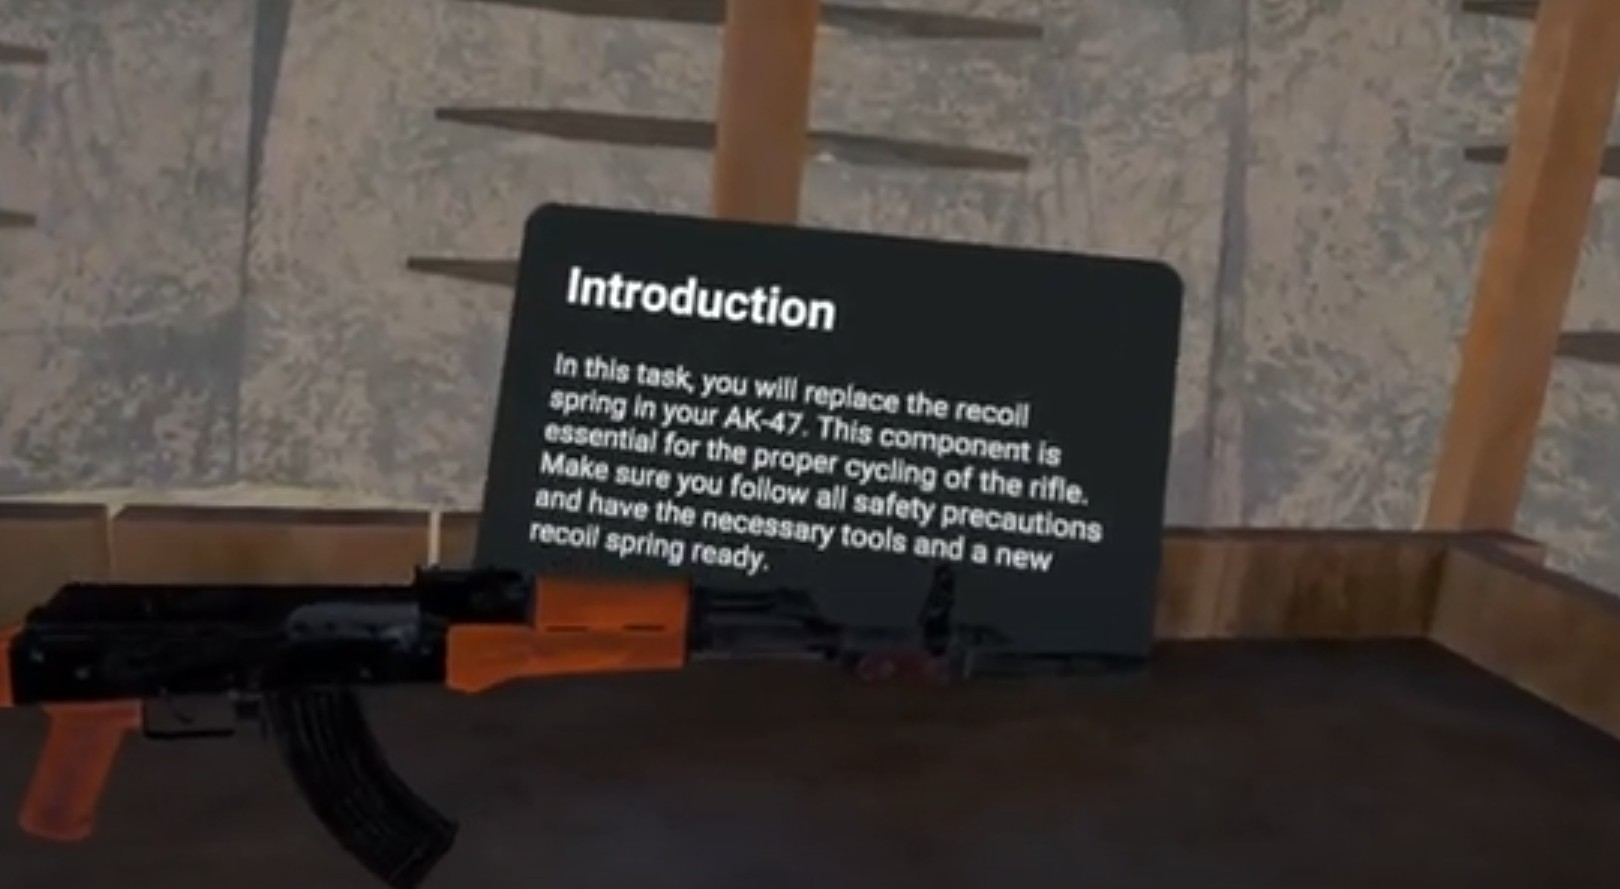 Introduction
In this task, you will replace the recoil
spring in your AK-47. This component is
essential for the proper cycling of the rifle.
Make sure you follow all safety precautions
and have the necessary tools and a new
recoil spring ready.